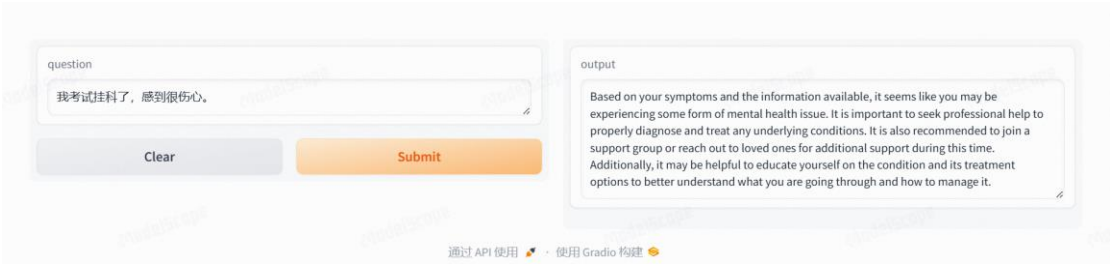 question
我考试挂科了，感到很伤心。
Clear
Submit
output
Based on your symptoms and the information available, it seems like you may be
experiencing some form of mental health issue. It is important to seek professional help to
properly diagnose and treat any underlying conditions. It is also recommended to join a
support group or reach out to loved ones for additional support during this time.
Additionally, it may be helpful to educate yourself on the condition and its treatment
options to better understand what you are going through and how to manage it.
通过 API 使用 🚀 · 使用 Gradio 构建